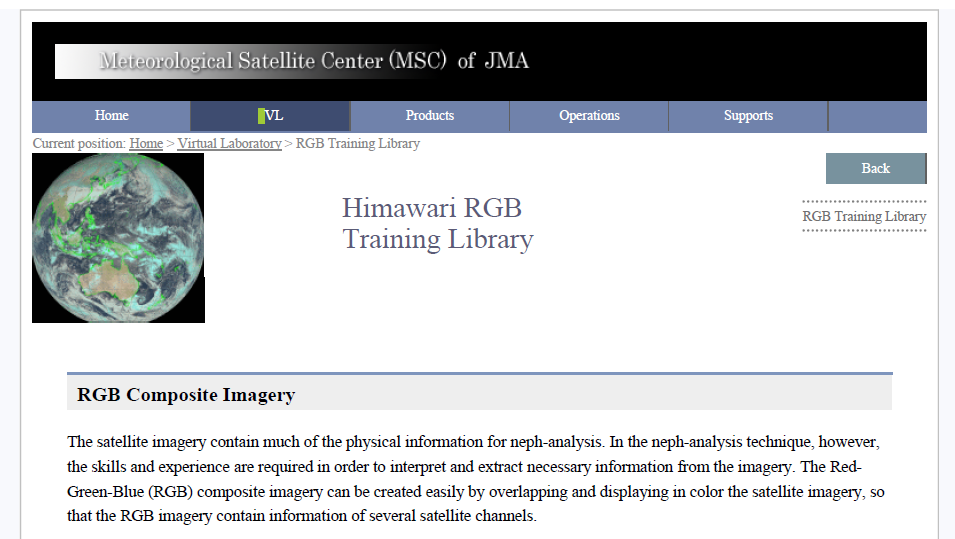 Meteorological Satellite Center (MSC) of JMA
Home VL Products Operations Supports
Current position: Home > Virtual Laboratory > RGB Training Library
Back
Himawari RGB
Training Library
RGB Training Library
RGB Composite Imagery
The satellite imagery contain much of the physical information for neph-analysis. In the neph-analysis technique, however,
the skills and experience are required in order to interpret and extract necessary information from the imagery. The Red-
Green-Blue (RGB) composite imagery can be created easily by overlapping and displaying in color the satellite imagery, so
that the RGB imagery contain information of several satellite channels.